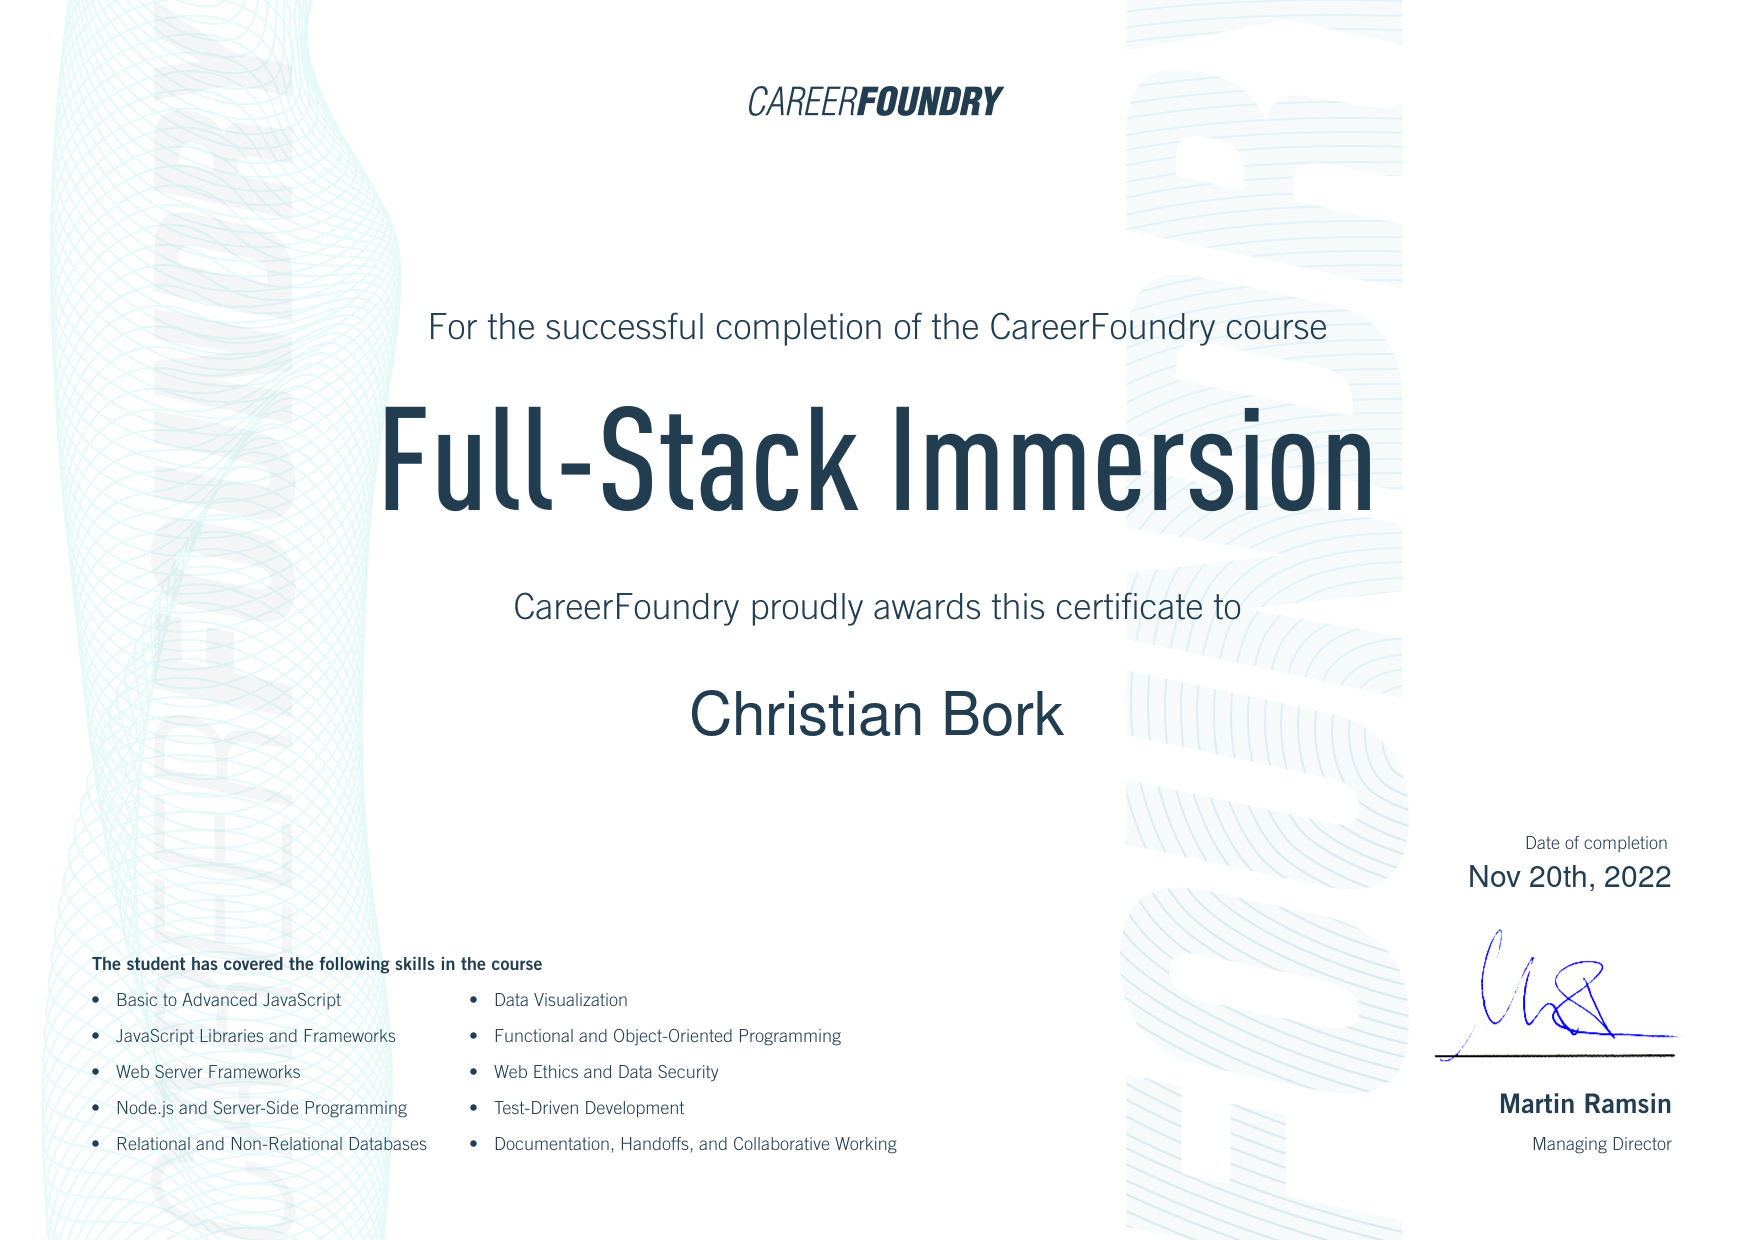 CAREERFOUNDRY
For the successful completion of the CareerFoundry course
Full-Stack Immersion
CareerFoundry proudly awards this certificate to
Christian Bork
Date of completion
Nov 20th, 2022
The student has covered the following skills in the course
• Basic to Advanced JavaScript
• JavaScript Libraries and Frameworks
• Web Server Frameworks
• Node.js and Server-Side Programming
• Relational and Non-Relational Databases
• Data Visualization
• Functional and Object-Oriented Programming
• Web Ethics and Data Security
• Test-Driven Development
• Documentation, Handoffs, and Collaborative Working
Martin Ramsin
Managing Director
CAREERFOUNDRY
FOUNDRY